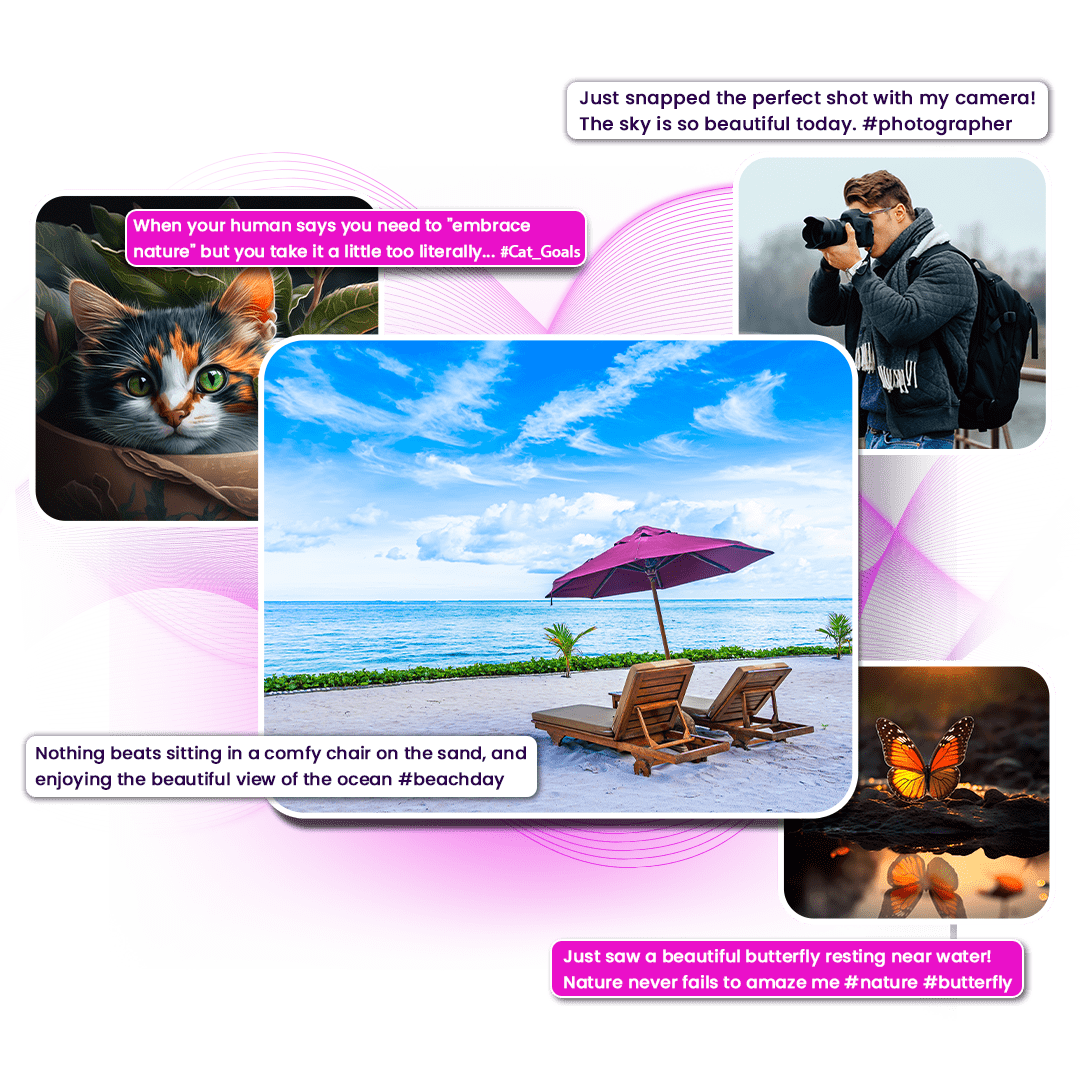 Just snapped the perfect shot with my camera!
The sky is so beautiful today. #photographer
When your human says you need to "embrace
nature" but you take it a little too literally... #Cat_Goals
Nothing beats sitting in a comfy chair on the sand, and
enjoying the beautiful view of the ocean #beachday
Just saw a beautiful butterfly resting near water!
Nature never fails to amaze me #nature #butterfly